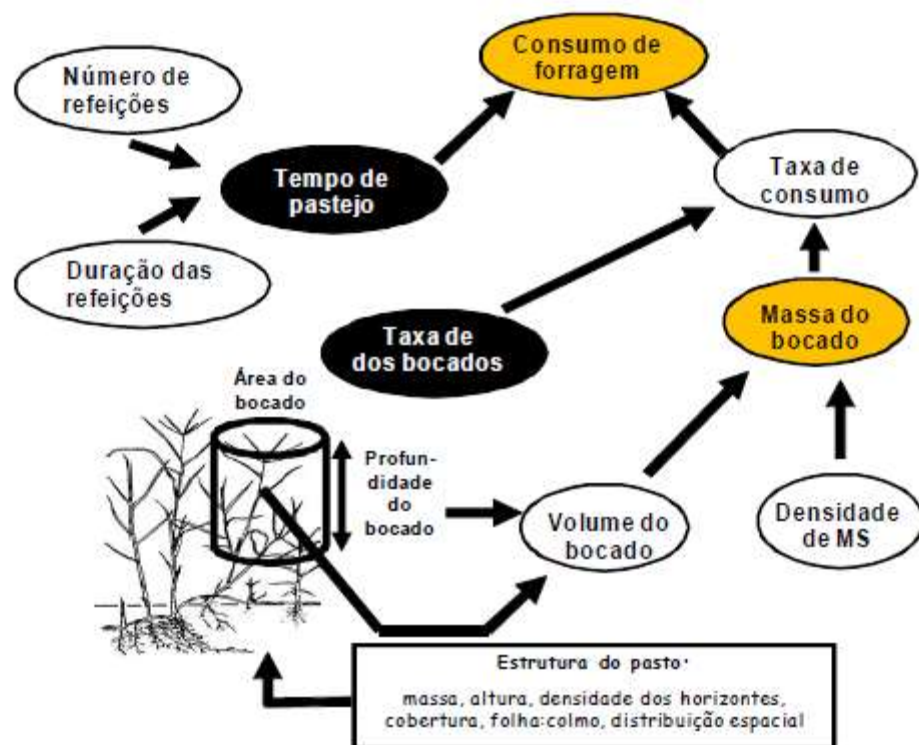 Consumo de
forragem
Número de
refeições
Tempo de
pastejo
Taxa de
consumo
Duração das
refeições
Taxa de
dos bocados
Massa do
bocado
Área do
bocado
Profun-
didade
do
bocado
Volume do
bocado
Densidade
de MS
Estrutura do pasto:
massa, altura, densidade dos horizontes,
cobertura, folha:colmo, distribuição espacial